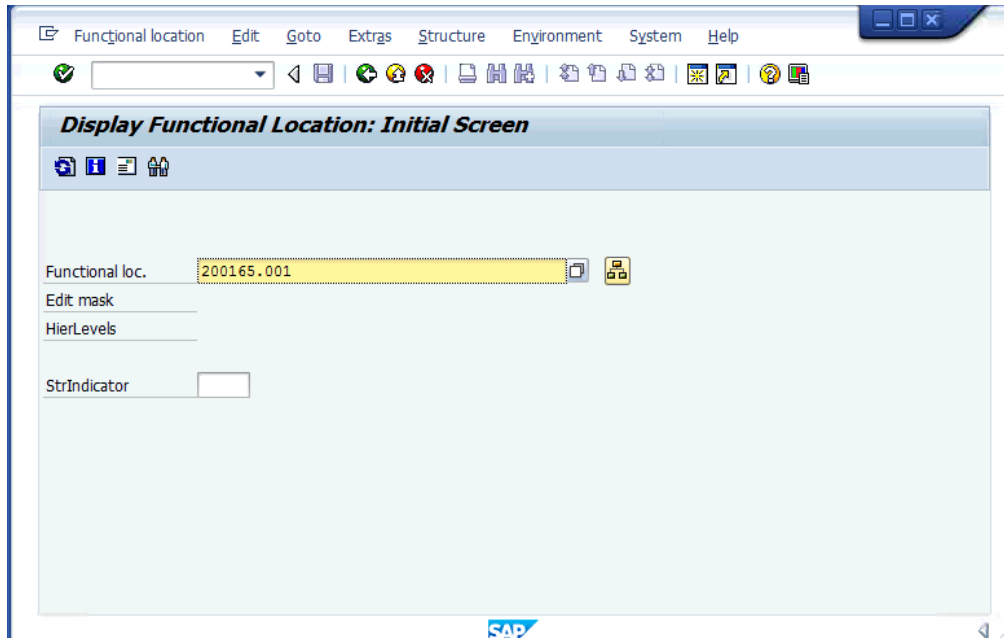 Functional location Edit Goto Extras Structure Environment System Help
Display Functional Location: Initial Screen
Functional loc. 200165.001
Edit mask
HierLevels
StrIndicator
SAP